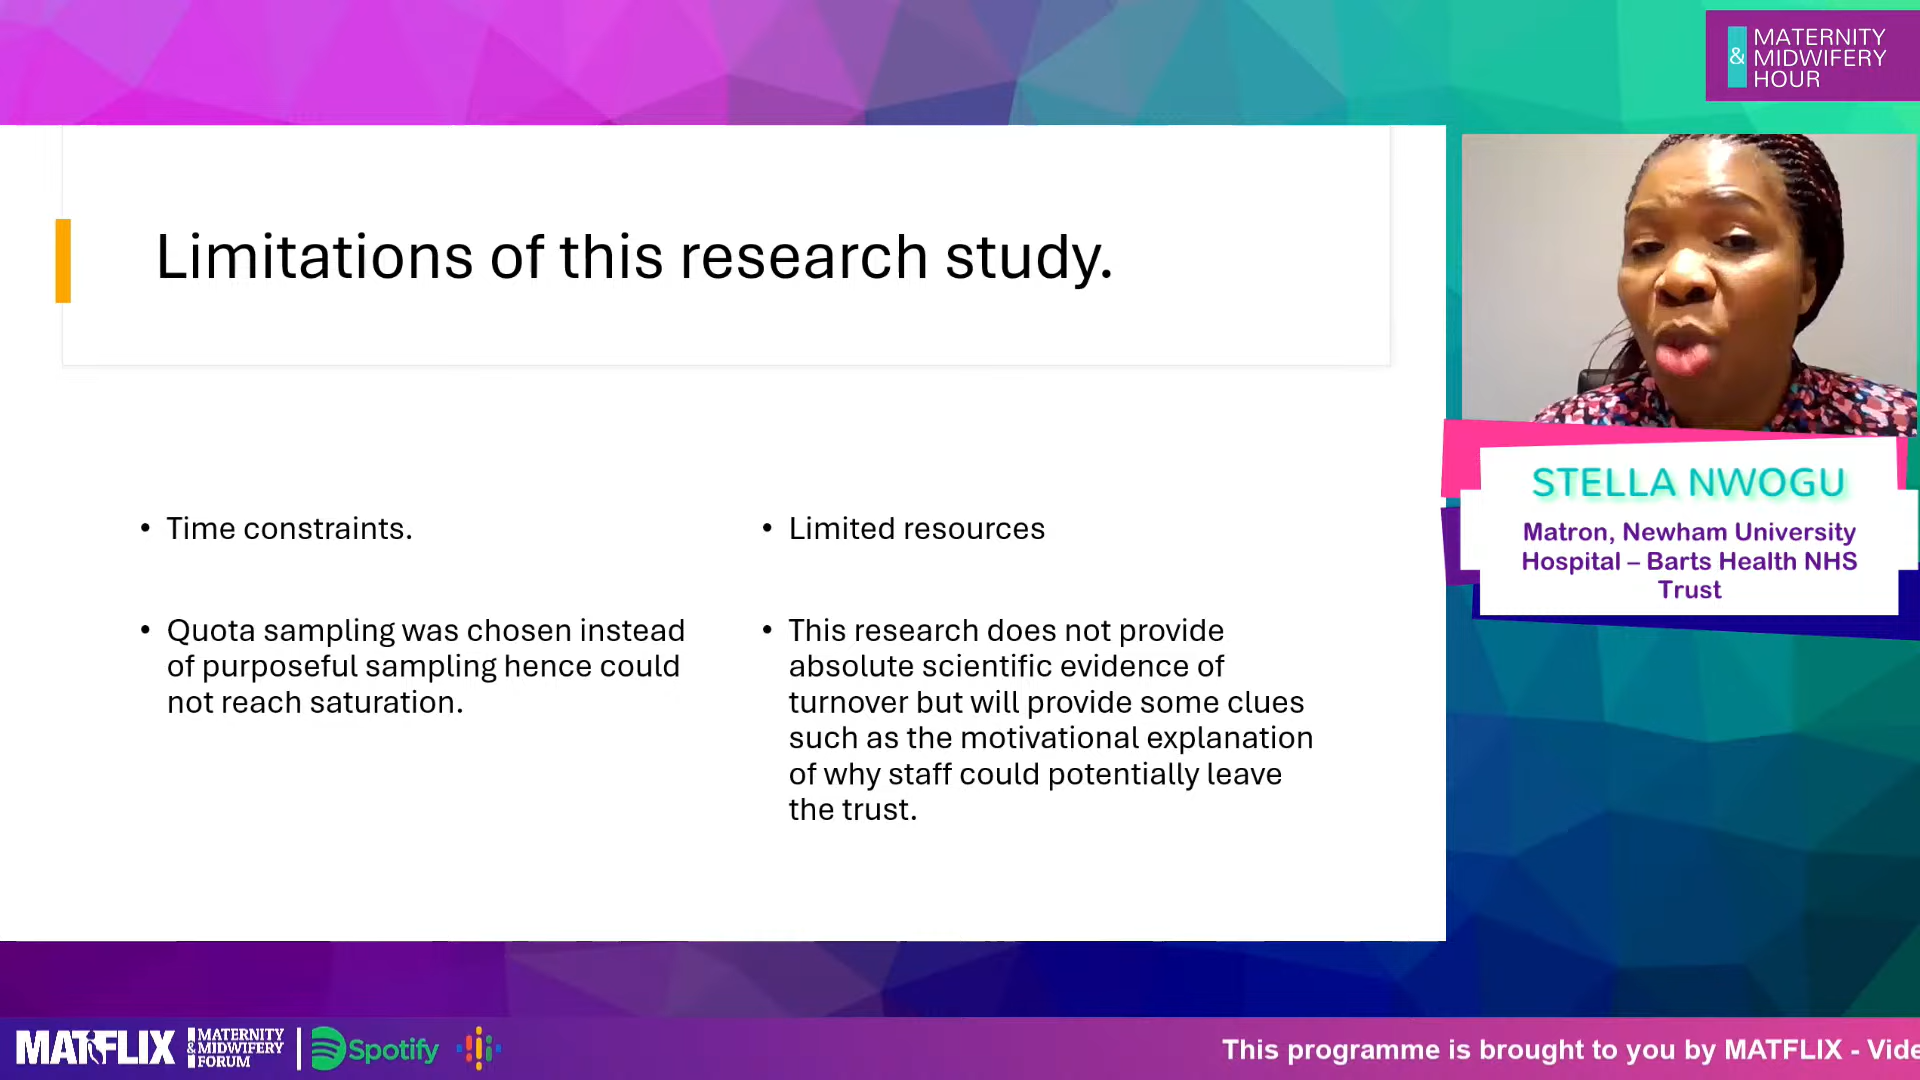 &
MATERNITY
MIDWIFERY
HOUR
Limitations of this research study.
• Time constraints.
• Quota sampling was chosen instead
of purposeful sampling hence could
not reach saturation.
• Limited resources
• This research does not provide
absolute scientific evidence of
turnover but will provide some clues
such as the motivational explanation
of why staff could potentially leave
the trust.
STELLA NWOGU
Matron, Newham University
Hospital – Barts Health NHS
Trust
MATFLIX
MATERNITY
&MIDWIFERY
FORUM
Spotify
This programme is brought to you by MATFLIX - Vide